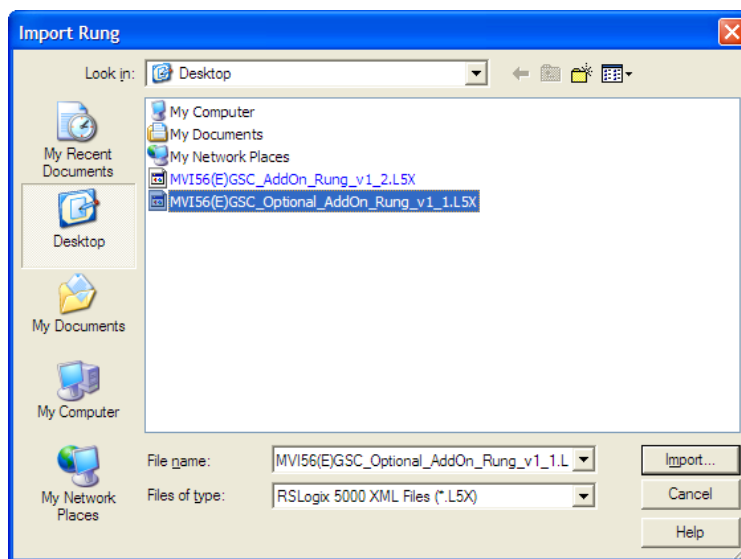 Import Rung
Look in:
Desktop
My Computer
My Documents
My Network Places
MVI56(E)GSC_AddOn_Rung_v1_2.L5X
MVI56(E)GSC_Optional_AddOn_Rung_v1_1.L5X
My Recent
Documents
Desktop
My Documents
My Computer
My Network
Places
File name:
MVI56(E)GSC_Optional_AddOn_Rung_v1_1.L
Import...
Files of type:
RSLogix 5000 XML Files (*.L5X)
Cancel
Help